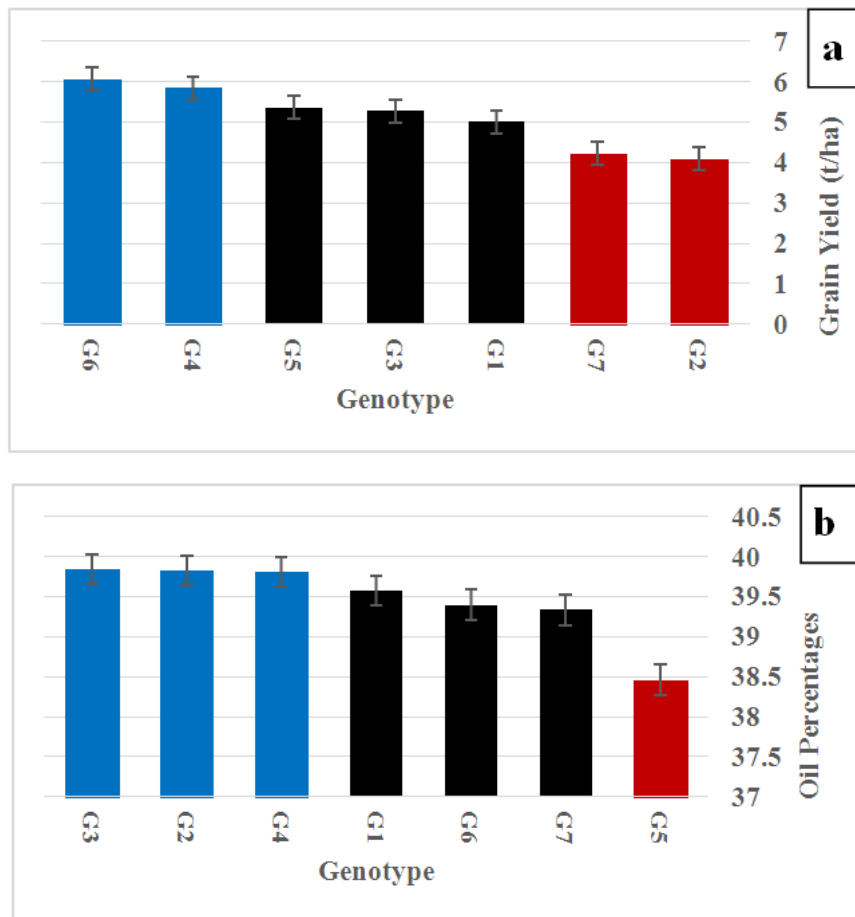 a
7
6
5
4
3
2
1
0
Grain Yield (t/ha)
G6 G4 G5 G3 G1 G7 G2
Genotype
b
40.5
40
39.5
39
38.5
38
37.5
37
Oil Percentages
G3 G2 G4 G1 G6 G7 G5
Genotype